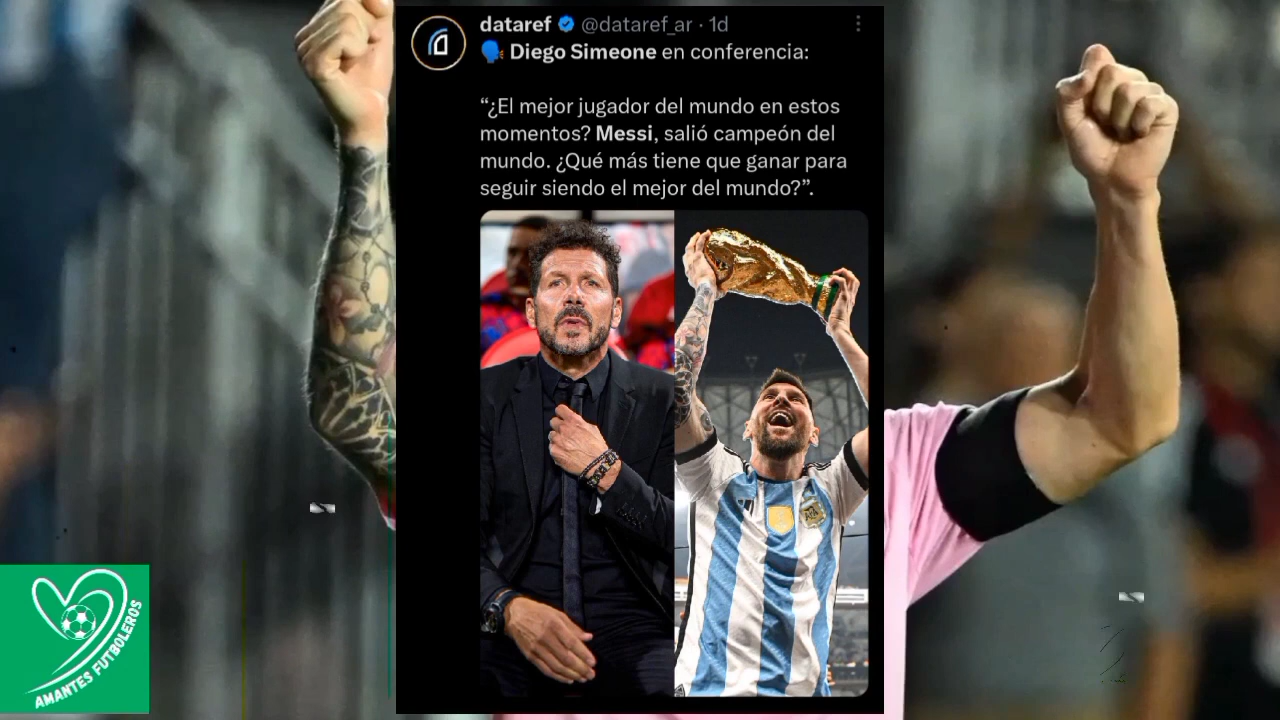 dataref @dataref_ar · 1d
🗣️ Diego Simeone en conferencia:
“¿El mejor jugador del mundo en estos
momentos? Messi, salió campeón del
mundo. ¿Qué más tiene que ganar para
seguir siendo el mejor del mundo?”.
AMANTES FUTBOLEROS